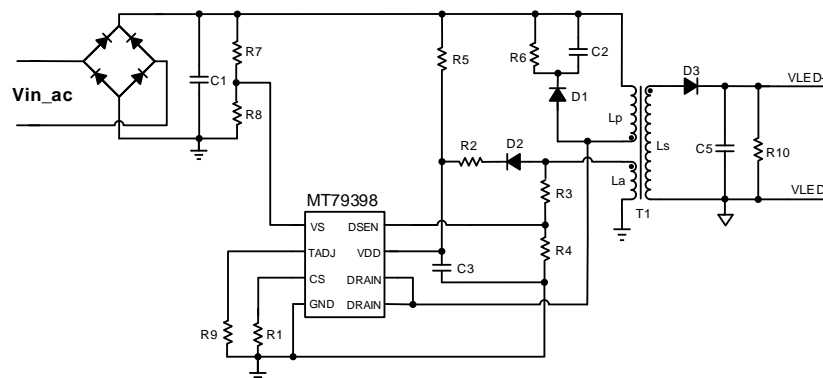 R7
C1
R8
Vin_ac
R5
R6
C2
D1
Lp
Ls
D3
VLED+
C5
R10
VLED-
T1
R2
D2
La
R3
R4
MT79398
VS
DSEN
TADJ
VDD
CS
DRAIN
GND
DRAIN
C3
R9
R1